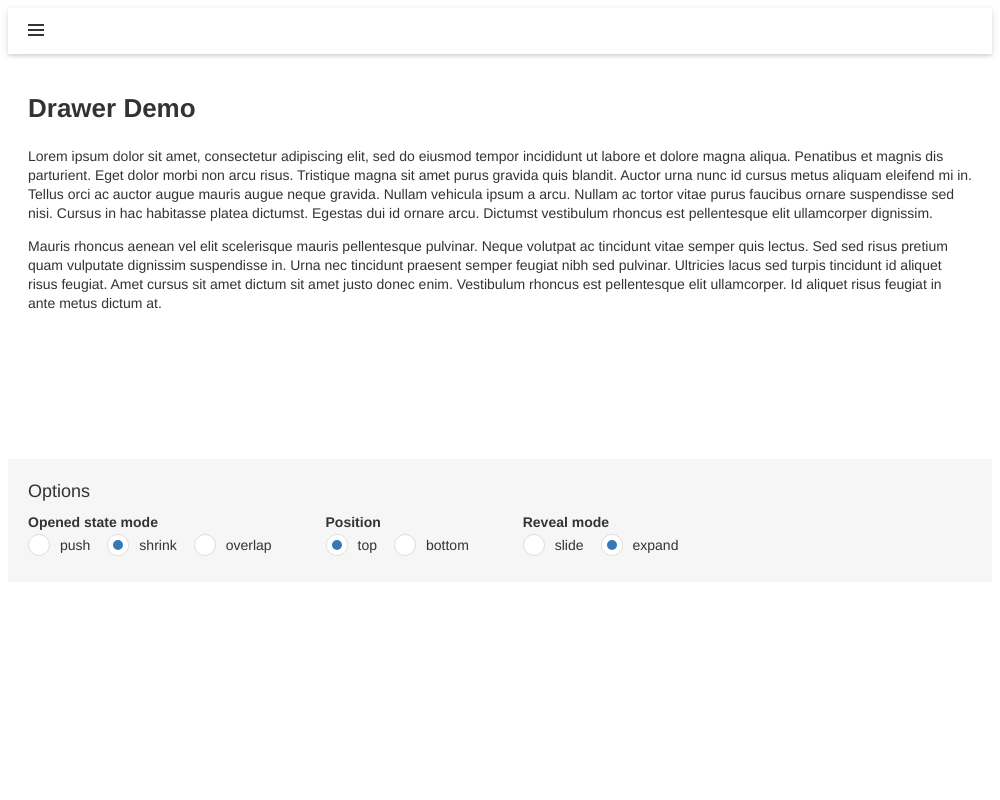 Drawer Demo
Lorem ipsum dolor sit amet, consectetur adipiscing elit, sed do eiusmod tempor incididunt ut labore et dolore magna aliqua. Penatibus et magnis dis
parturient. Eget dolor morbi non arcu risus. Tristique magna sit amet purus gravida quis blandit. Auctor urna nunc id cursus metus aliquam eleifend mi in.
Tellus orci ac auctor augue mauris augue neque gravida. Nullam vehicula ipsum a arcu. Nullam ac tortor vitae purus faucibus ornare suspendisse sed
nisi. Cursus in hac habitasse platea dictumst. Egestas dui id ornare arcu. Dictumst vestibulum rhoncus est pellentesque elit ullamcorper dignissim.
Mauris rhoncus aenean vel elit scelerisque mauris pellentesque pulvinar. Neque volutpat ac tincidunt vitae semper quis lectus. Sed sed risus pretium
quam vulputate dignissim suspendisse in. Urna nec tincidunt praesent semper feugiat nibh sed pulvinar. Ultricies lacus sed turpis tincidunt id aliquet
risus feugiat. Amet cursus sit amet dictum sit amet justo donec enim. Vestibulum rhoncus est pellentesque elit ullamcorper. Id aliquet risus feugiat in
ante metus dictum at.
Options
Opened state mode Position Reveal mode
push shrink overlap top bottom slide expand